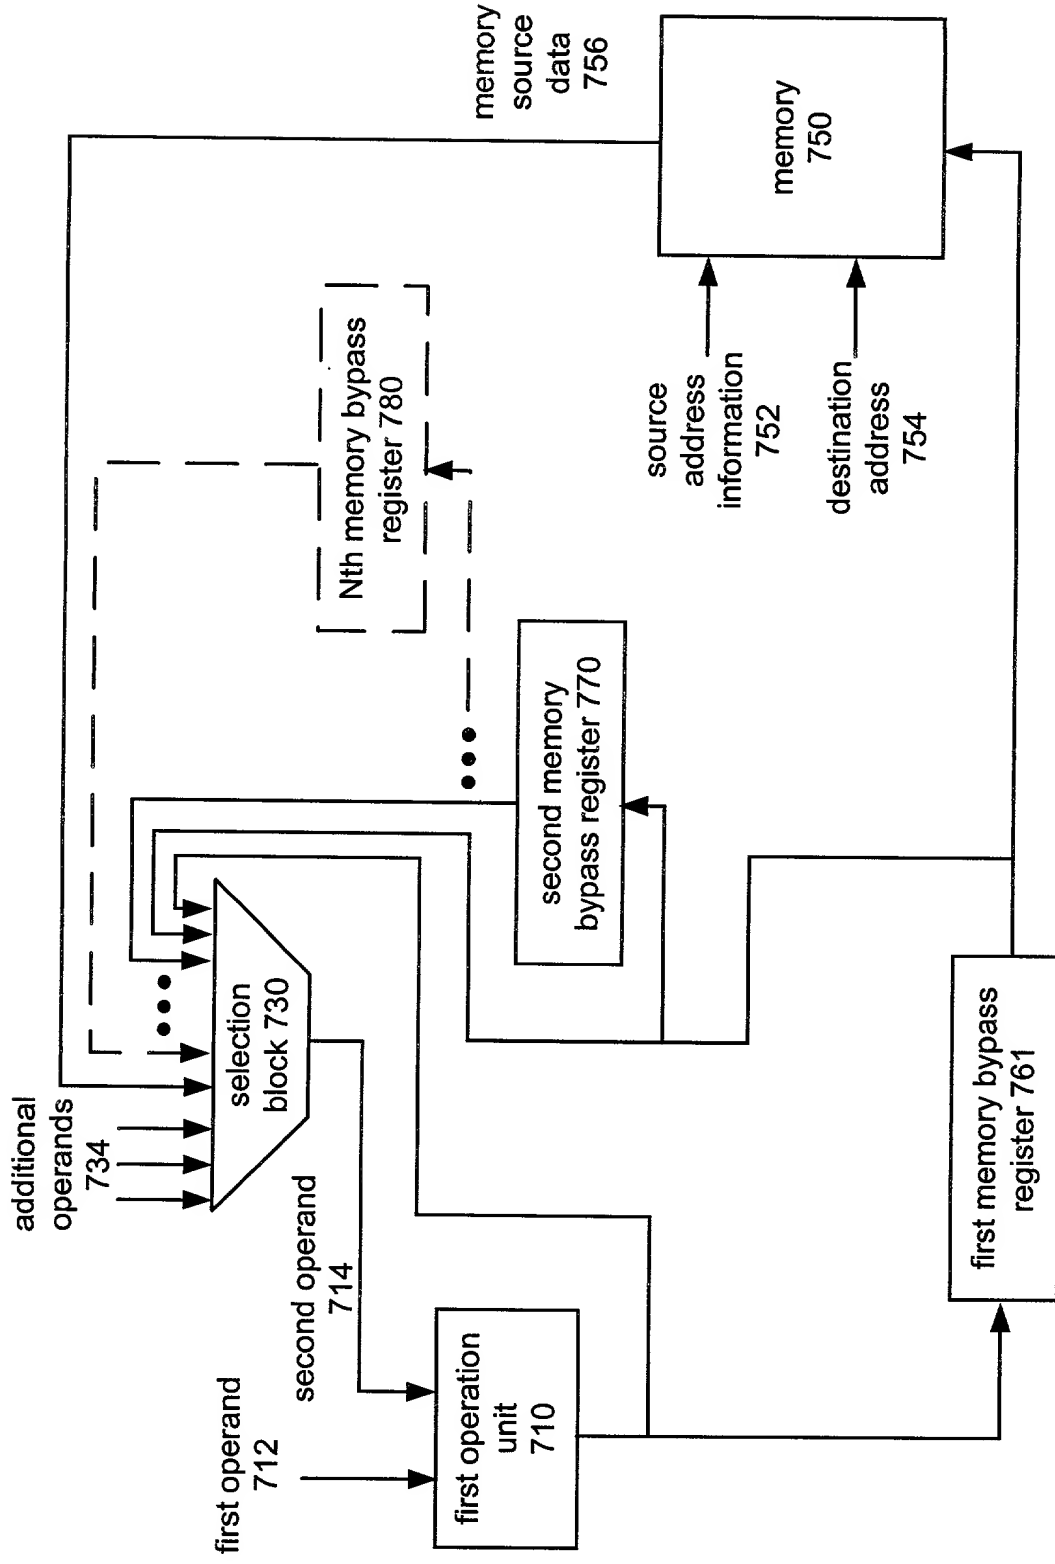 additional
operands
734
selection
block 730
first operand
712
second operand
714
first operation
unit
710
first memory bypass
register 761
second memory
bypass register 770
Nth memory bypass
register 780
source
address
information
752
destination
address
754
memory
750
memory
source
data
756